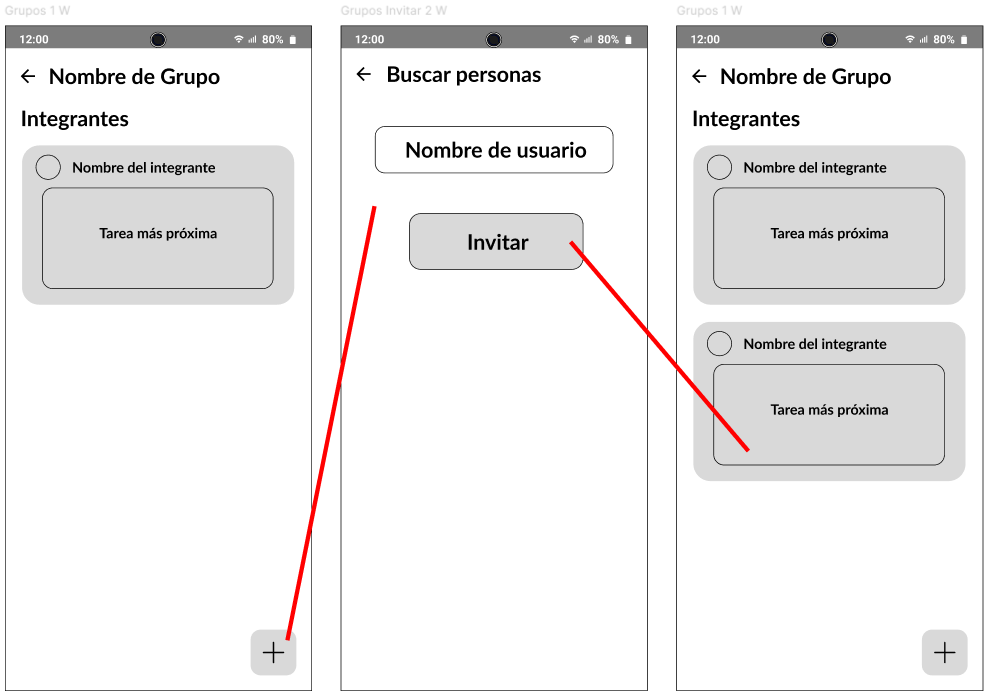 Grupos 1 W
12:00
80%
Nombre de Grupo
Integrantes
Nombre del integrante
Tarea más próxima
Grupos Invitar 2 W
12:00
80%
Buscar personas
Nombre de usuario
Invitar
Grupos 1 W
12:00
80%
Nombre de Grupo
Integrantes
Nombre del integrante
Tarea más próxima
Nombre del integrante
Tarea más próxima